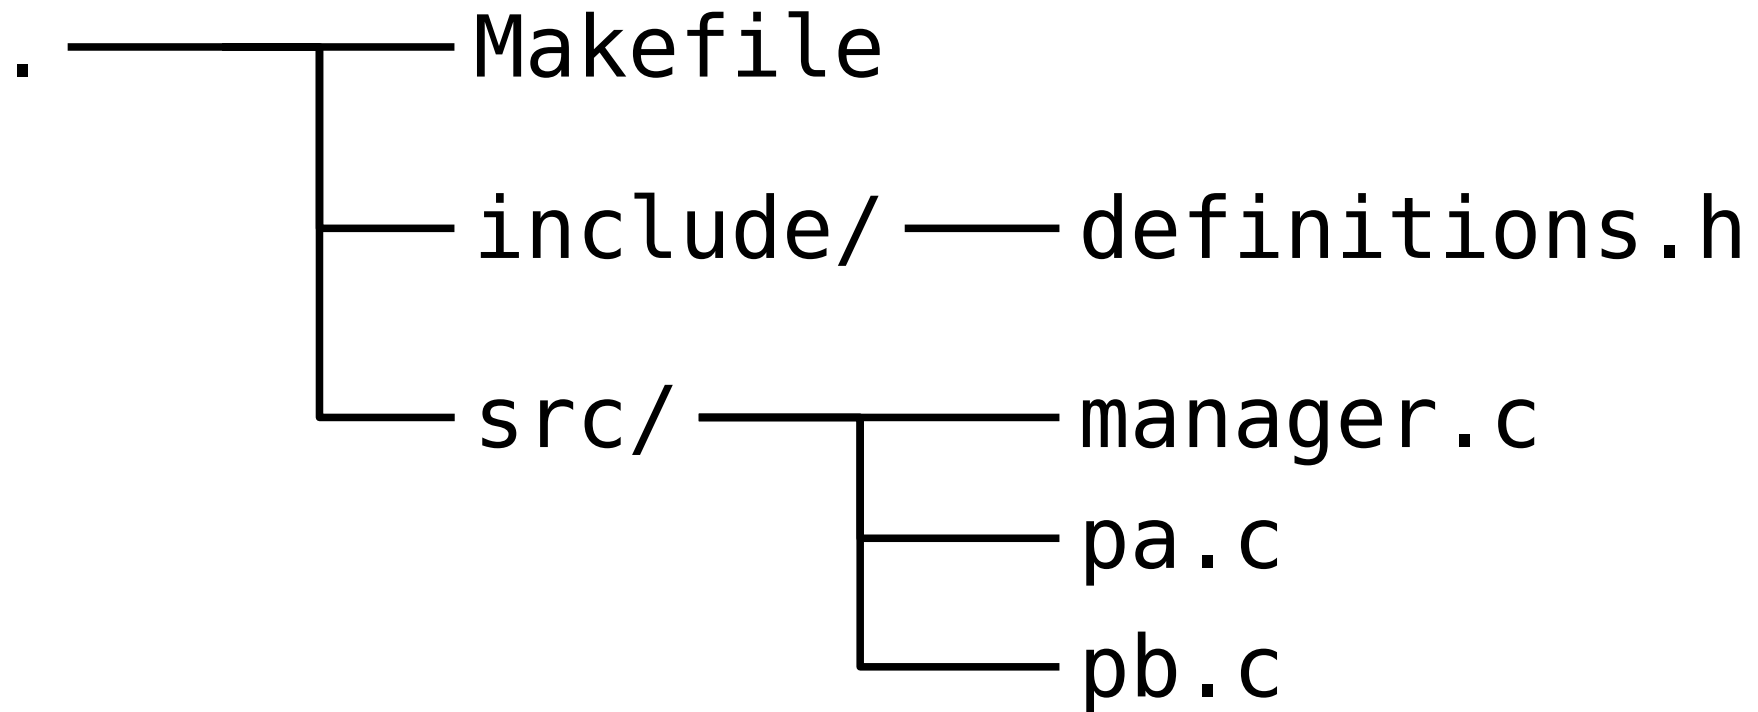 . Makefile
include/ definitions.h
src/ manager.c
pa.c
pb.c